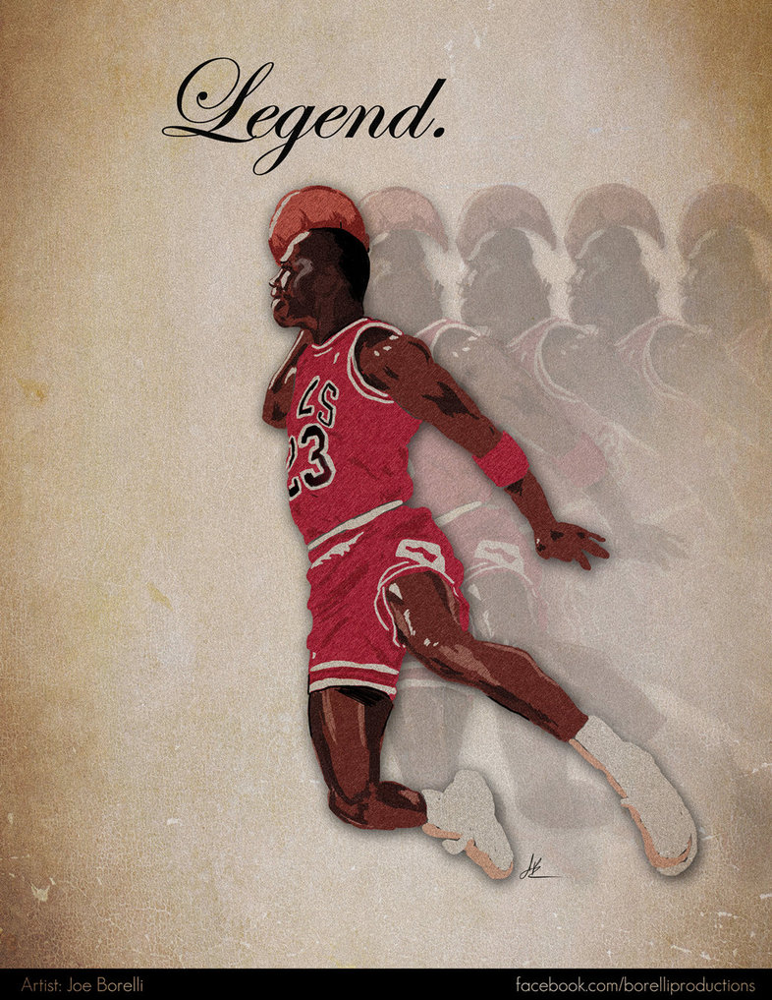 Legend.
LS
23
Artist: Joe Borelli
facebook.com/borelliproductions